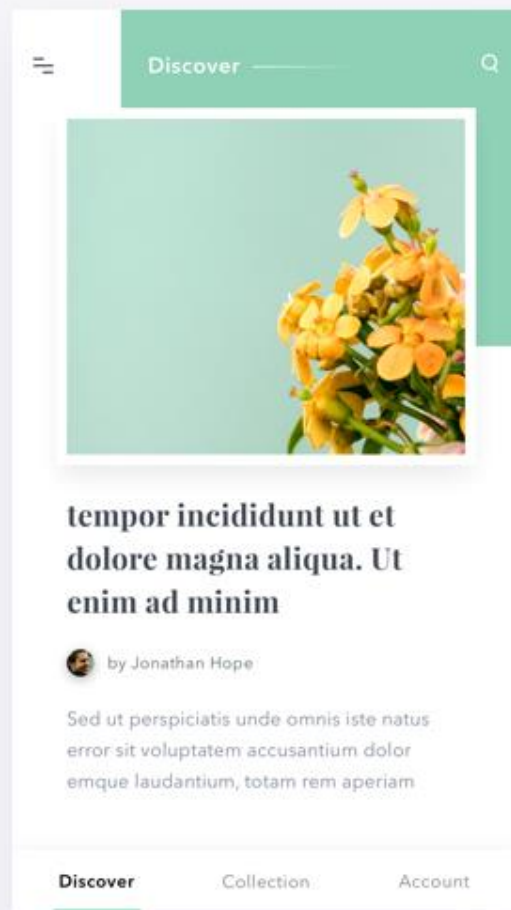 Discover
tempor incididunt ut et
dolore magna aliqua. Ut
enim ad minim
by Jonathan Hope
Sed ut perspiciatis unde omnis iste natus
error sit voluptatem accusantium dolor
emque laudantium, totam rem aperiam
Discover Collection Account